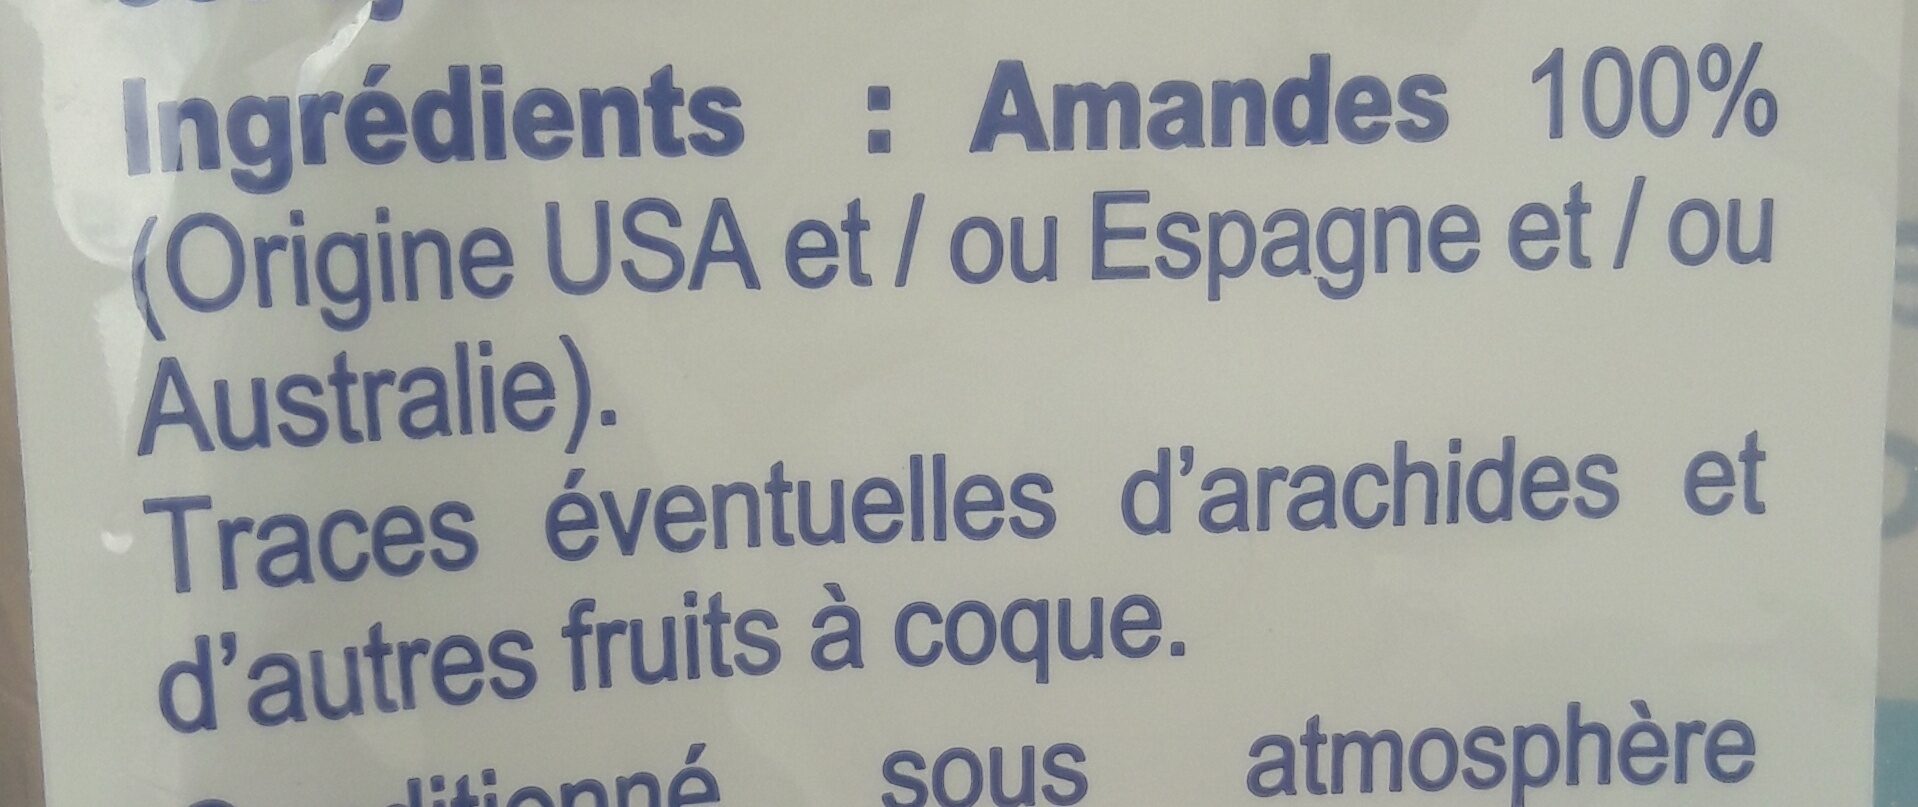 Ingrédients : Amandes 100%
(Origine USA et / ou Espagne et / ou
Australie).
Traces éventuelles d'arachides et
d'autres fruits à coque.
sous atmosphère